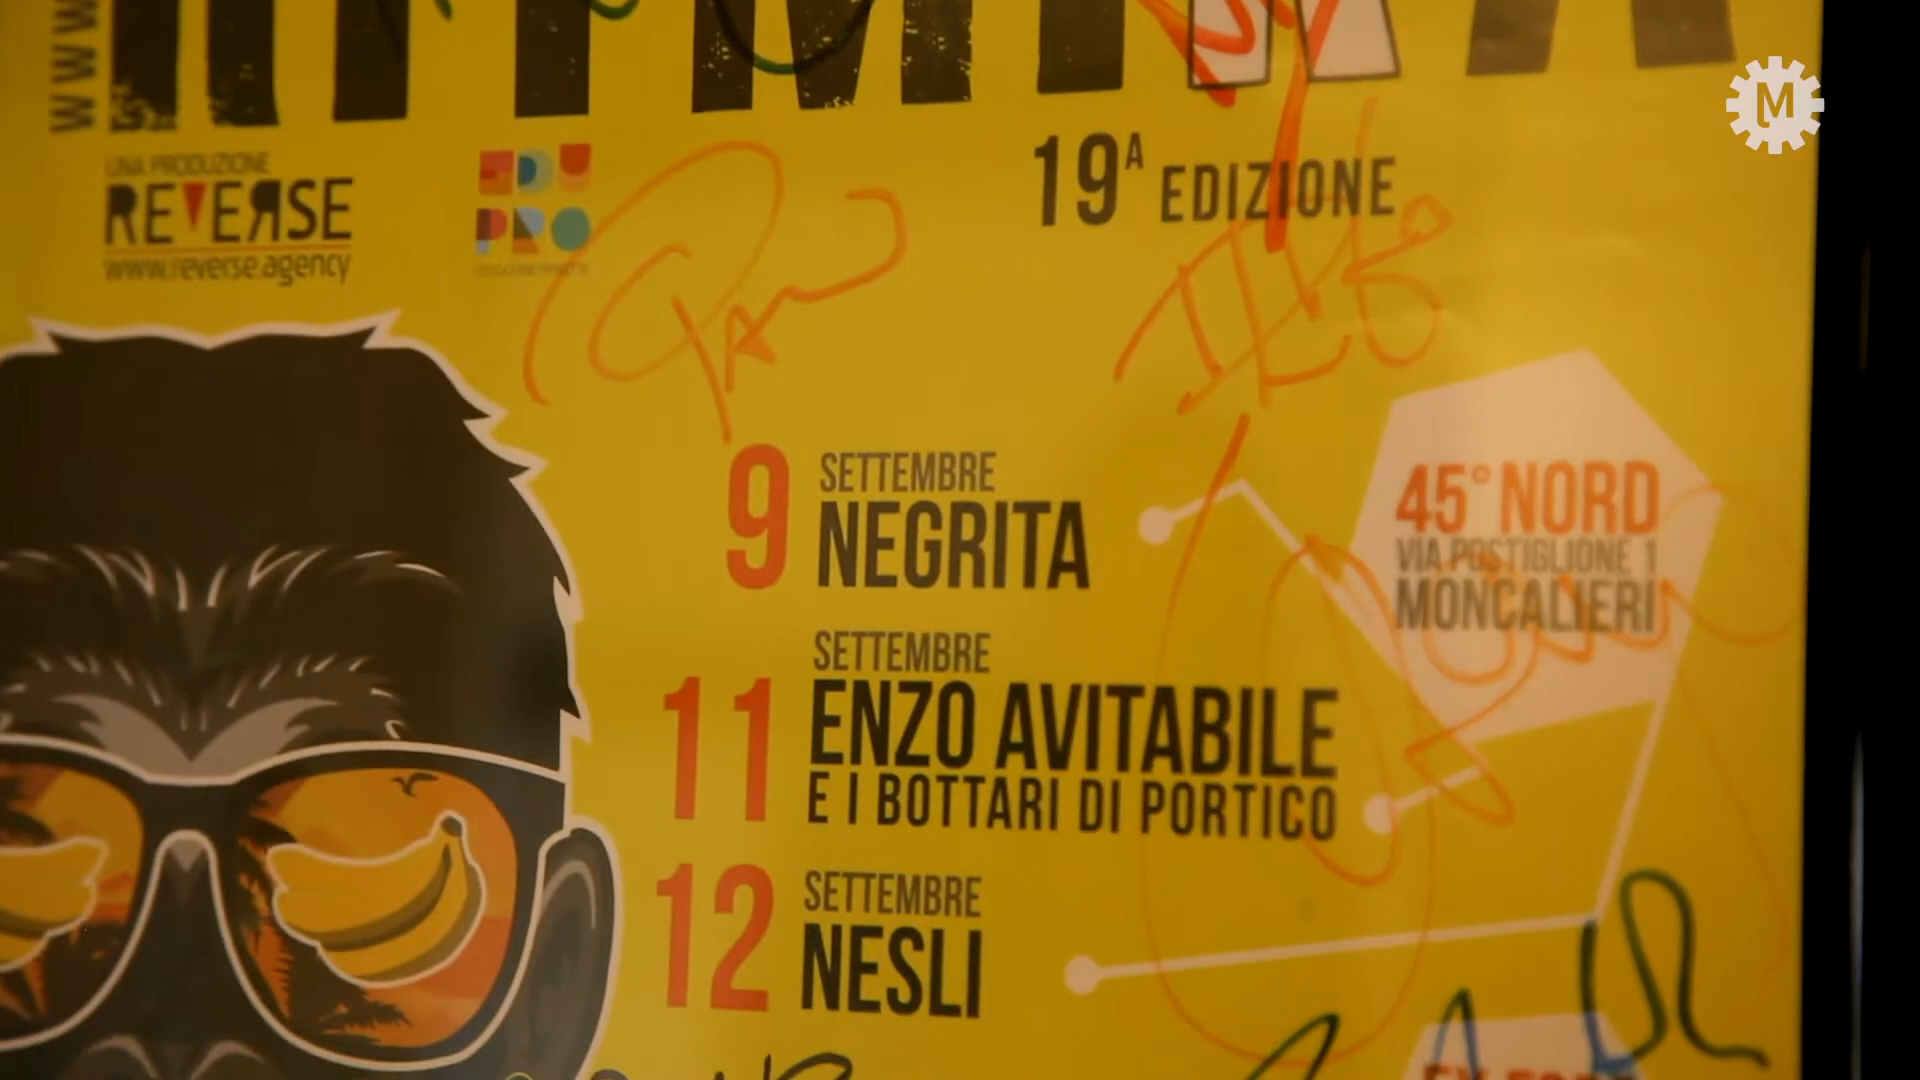 WWW
UNA PRODUZIONE
REVERSE
www.reverse.agency
EDU
PRO
19A EDIZIONE
9 SETTEMBRE
NEGRITA
45° NORD
VIA POSTIGLIONE 1
MONCALIERI
11 SETTEMBRE
ENZO AVITABILE
E I BOTTARI DI PORTICO
12 SETTEMBRE
NESLI
M